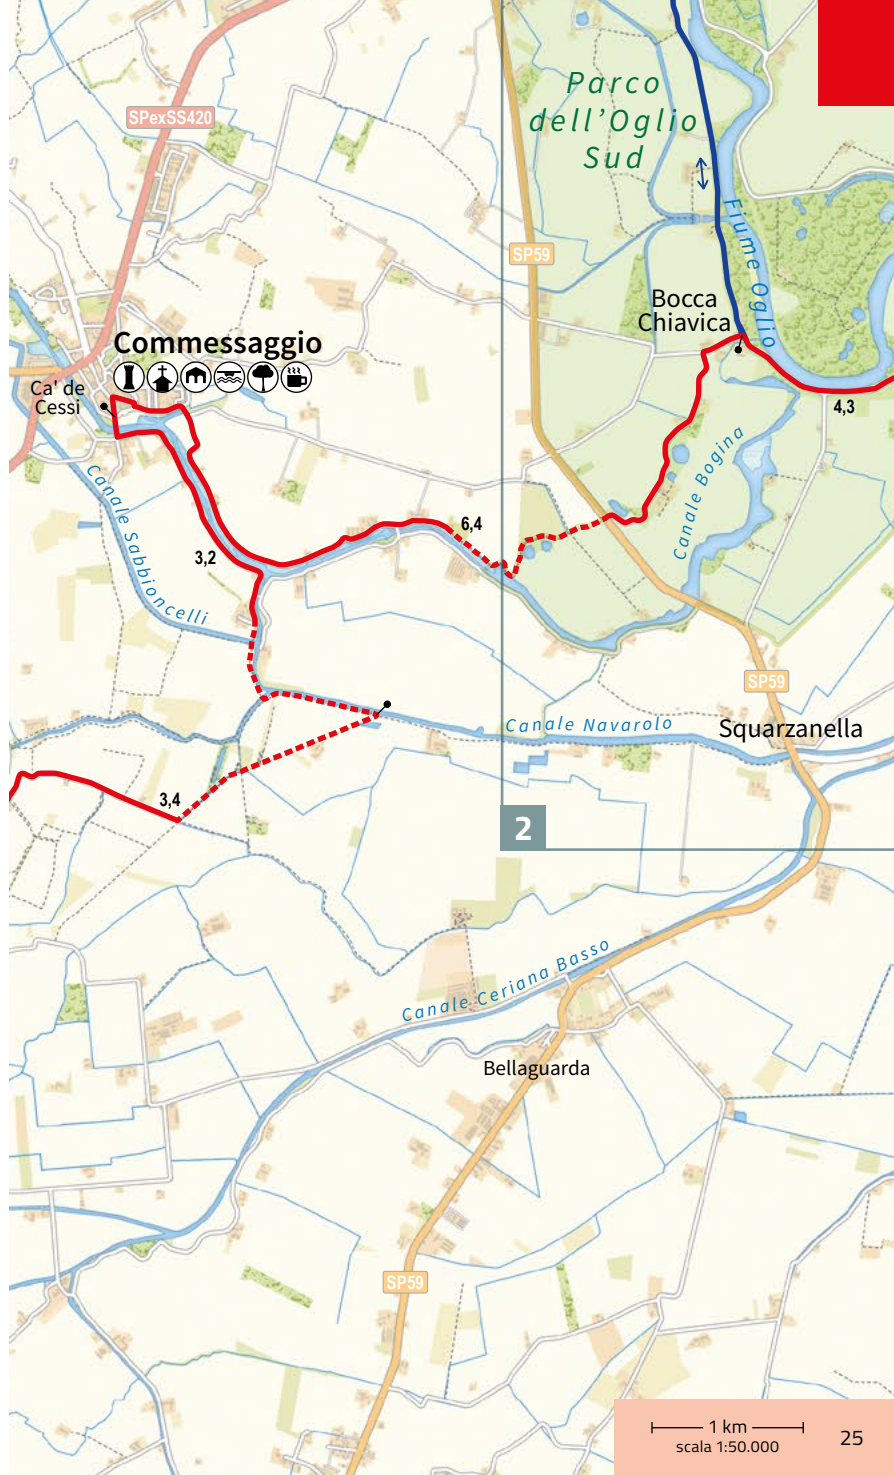 Parco
dell'Oglio
Sud
SPexSS420
SP59
Fiume Oglio
Bocca
Chiavica
Commessaggio
Ca' de
Cessi
4,3
Canale Bogina
Canale Sabbioncelli
6,4
3,2
SP59
Canale Navarolo
Squarzanella
3,4
2
Canale Ceriana Basso
Bellaguarda
SP59
1 km
scala 1:50.000
25